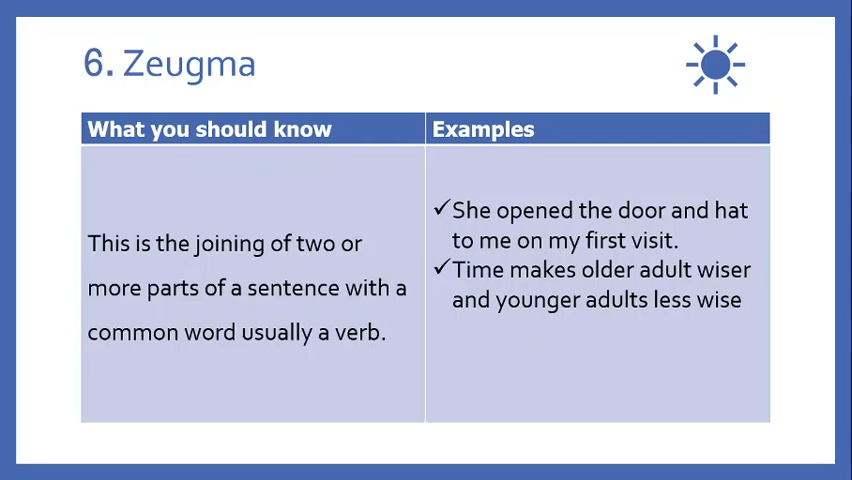 6. Zeugma
What you should know
Examples
This is the joining of two or
more parts of a sentence with a
common word usually a verb.
✓She opened the door and hat
to me on my first visit.
✓Time makes older adult wiser
and younger adults less wise